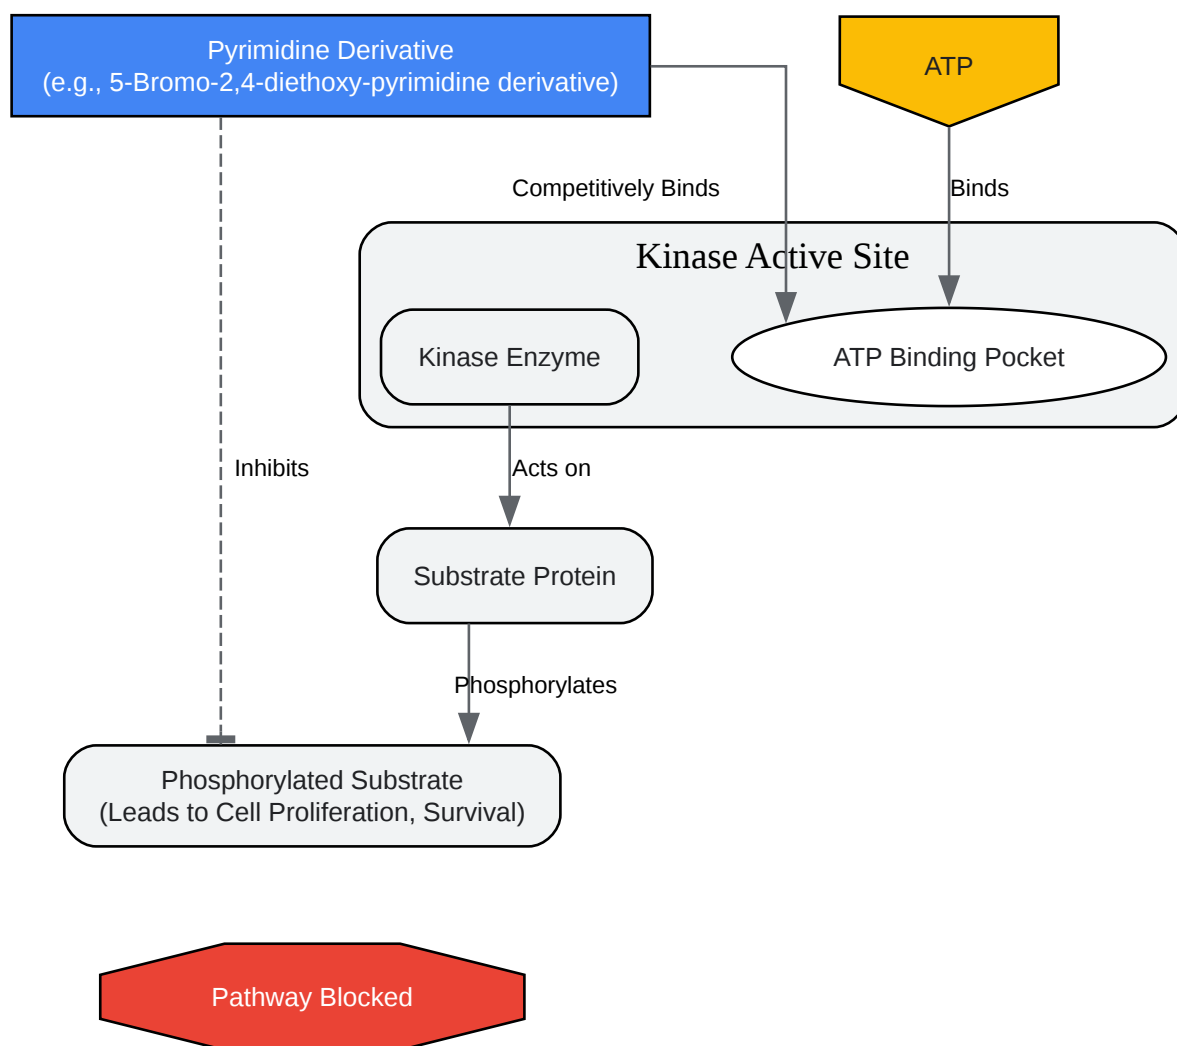 Pyrimidine Derivative
(e.g., 5-Bromo-2,4-diethoxy-pyrimidine derivative)
ATP
Competitively Binds
Binds
Kinase Active Site
Kinase Enzyme
ATP Binding Pocket
Inhibits
Acts on
Substrate Protein
Phosphorylates
Phosphorylated Substrate
(Leads to Cell Proliferation, Survival)
Pathway Blocked